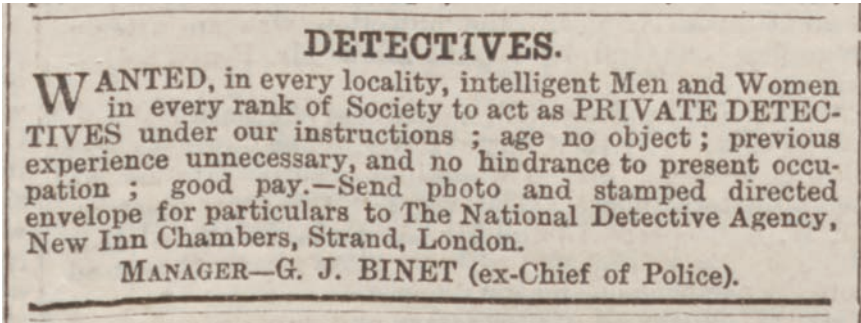 DETECTIVES.
WANTED, in every locality, intelligent Men and Women
in every rank of Society to act as PRIVATE DETEC-
TIVES under our instructions ; age no object ; previous
experience unnecessary, and no hindrance to present occu-
pation ; good pay.—Send photo and stamped directed
envelope for particulars to The National Detective Agency,
New Inn Chambers, Strand, London.
MANAGER—G. J. BINET (ex-Chief of Police).